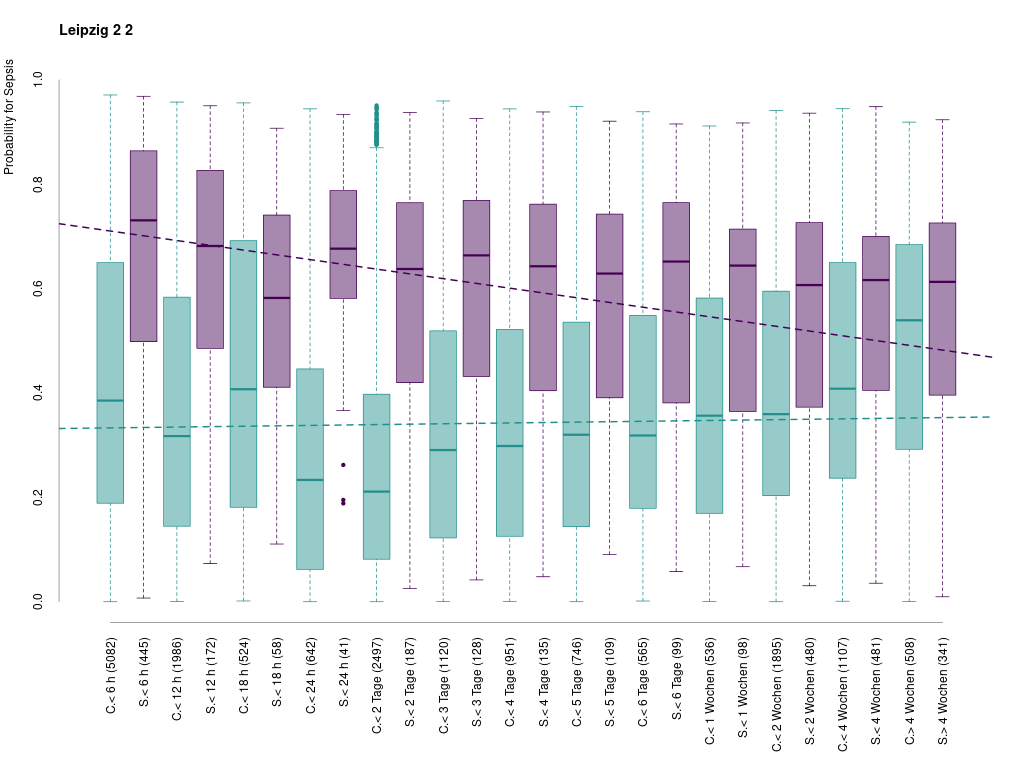 Leipzig 2 2
Probability for Sepsis
1.0
0.8
0.6
0.4
0.2
0.0
C.< 6 h (5082)
S.< 6 h (445)
C.< 12 h (1986)
S.< 12 h (172)
C.< 18 h (524)
S.< 18 h (58)
C.< 24 h (642)
S.< 24 h (41)
C.< 2 Tage (2497)
S.< 2 Tage (187)
C.< 3 Tage (1120)
S.< 3 Tage (128)
C.< 4 Tage (951)
S.< 4 Tage (135)
C.< 5 Tage (746)
S.< 5 Tage (109)
C.< 6 Tage (565)
S.< 6 Tage (99)
C.< 1 Wochen (536)
S.< 1 Wochen (98)
C.< 2 Wochen (1895)
S.< 2 Wochen (480)
C.< 4 Wochen (1107)
S.< 4 Wochen (481)
C.> 4 Wochen (508)
S.> 4 Wochen (341)